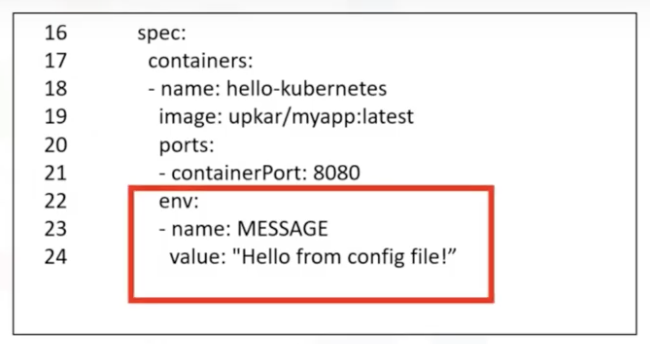 16 spec:
17 containers:
18 - name: hello-kubernetes
19 image: upkar/myapp:latest
20 ports:
21 - containerPort: 8080
22 env:
23 - name: MESSAGE
24 value: "Hello from config file!”